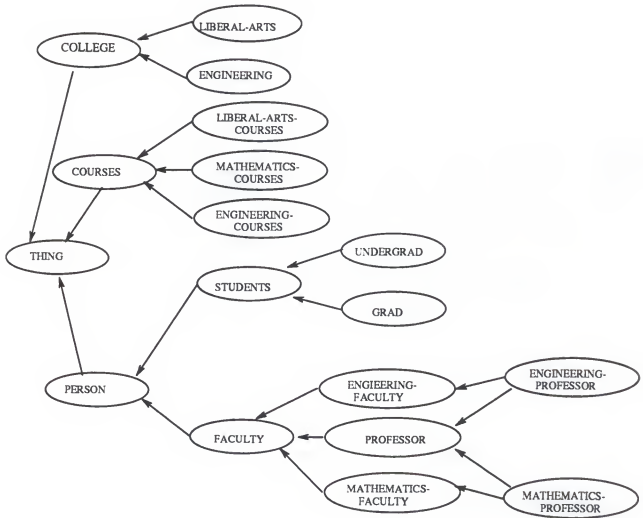 LIBERAL-ARTS
COLLEGE
ENGINEERING
LIBERAL-ARTS-
COURSES
COURSES
MATHEMATICS-
COURSES
ENGINEERING-
COURSES
THING
UNDERGRAD
STUDENTS
GRAD
PERSON
ENGIEERING-
FACULTY
ENGINEERING-
PROFESSOR
FACULTY
PROFESSOR
MATHEMATICS-
FACULTY
MATHEMATICS-
PROFESSOR